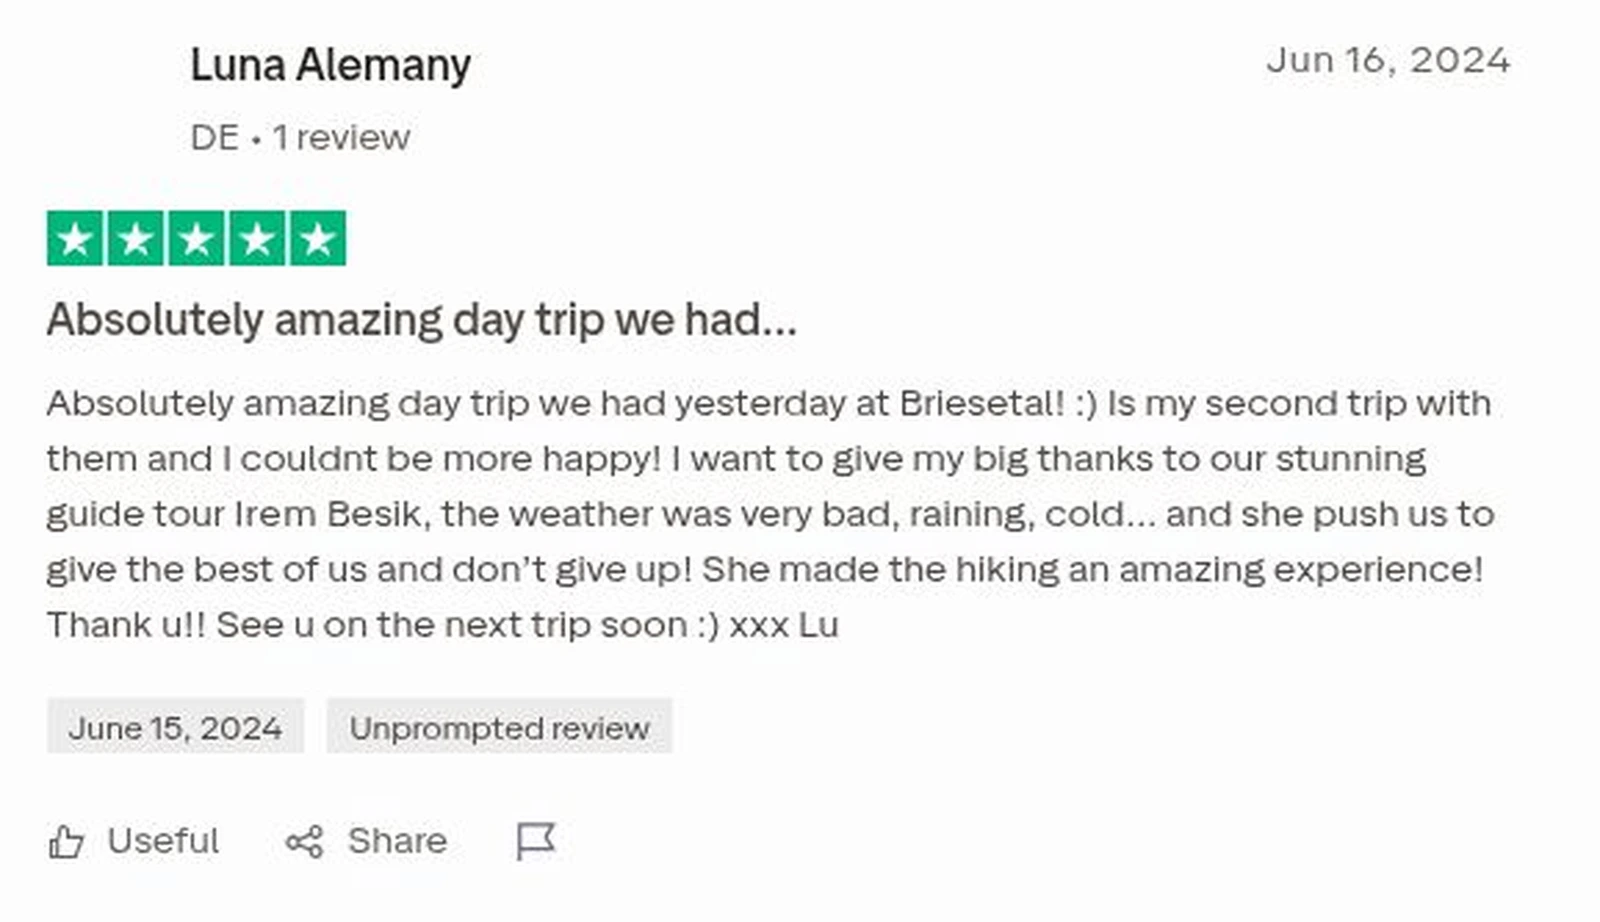 Luna Alemany
Jun 16, 2024
DE • 1 review
Absolutely amazing day trip we had...
Absolutely amazing day trip we had yesterday at Briesetal! :) Is my second trip with
them and I couldnt be more happy! I want to give my big thanks to our stunning
guide tour Irem Besik, the weather was very bad, raining, cold... and she push us to
give the best of us and don’t give up! She made the hiking an amazing experience!
Thank u!! See u on the next trip soon :) xxx Lu
June 15, 2024
Unprompted review
Useful
Share